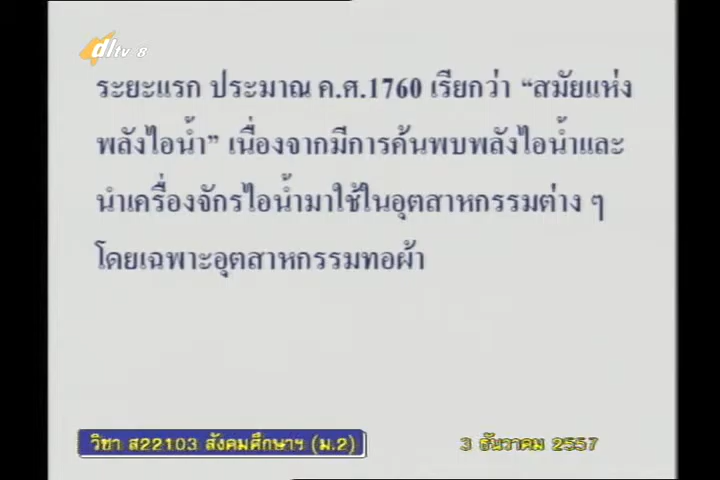 dltv 8
ระยะแรก ประมาณ ค.ศ.1760 เรียกว่า “สมัยแห่ง
พลังไอน้ำ” เนื่องจากมีการค้นพบพลังไอน้ำและ
นำเครื่องจักรไอน้ำมาใช้ในอุตสาหกรรมต่าง ๆ
โดยเฉพาะอุตสาหกรรมทอผ้า
วิชา ส22103 สังคมศึกษาฯ (ม.2)
3 ธันวาคม 2557